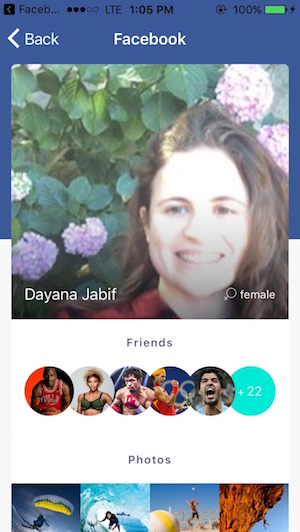 Faceb... LTE 1:05 PM 100%
Back Facebook
Dayana Jabif female
Friends
+ 22
Photos